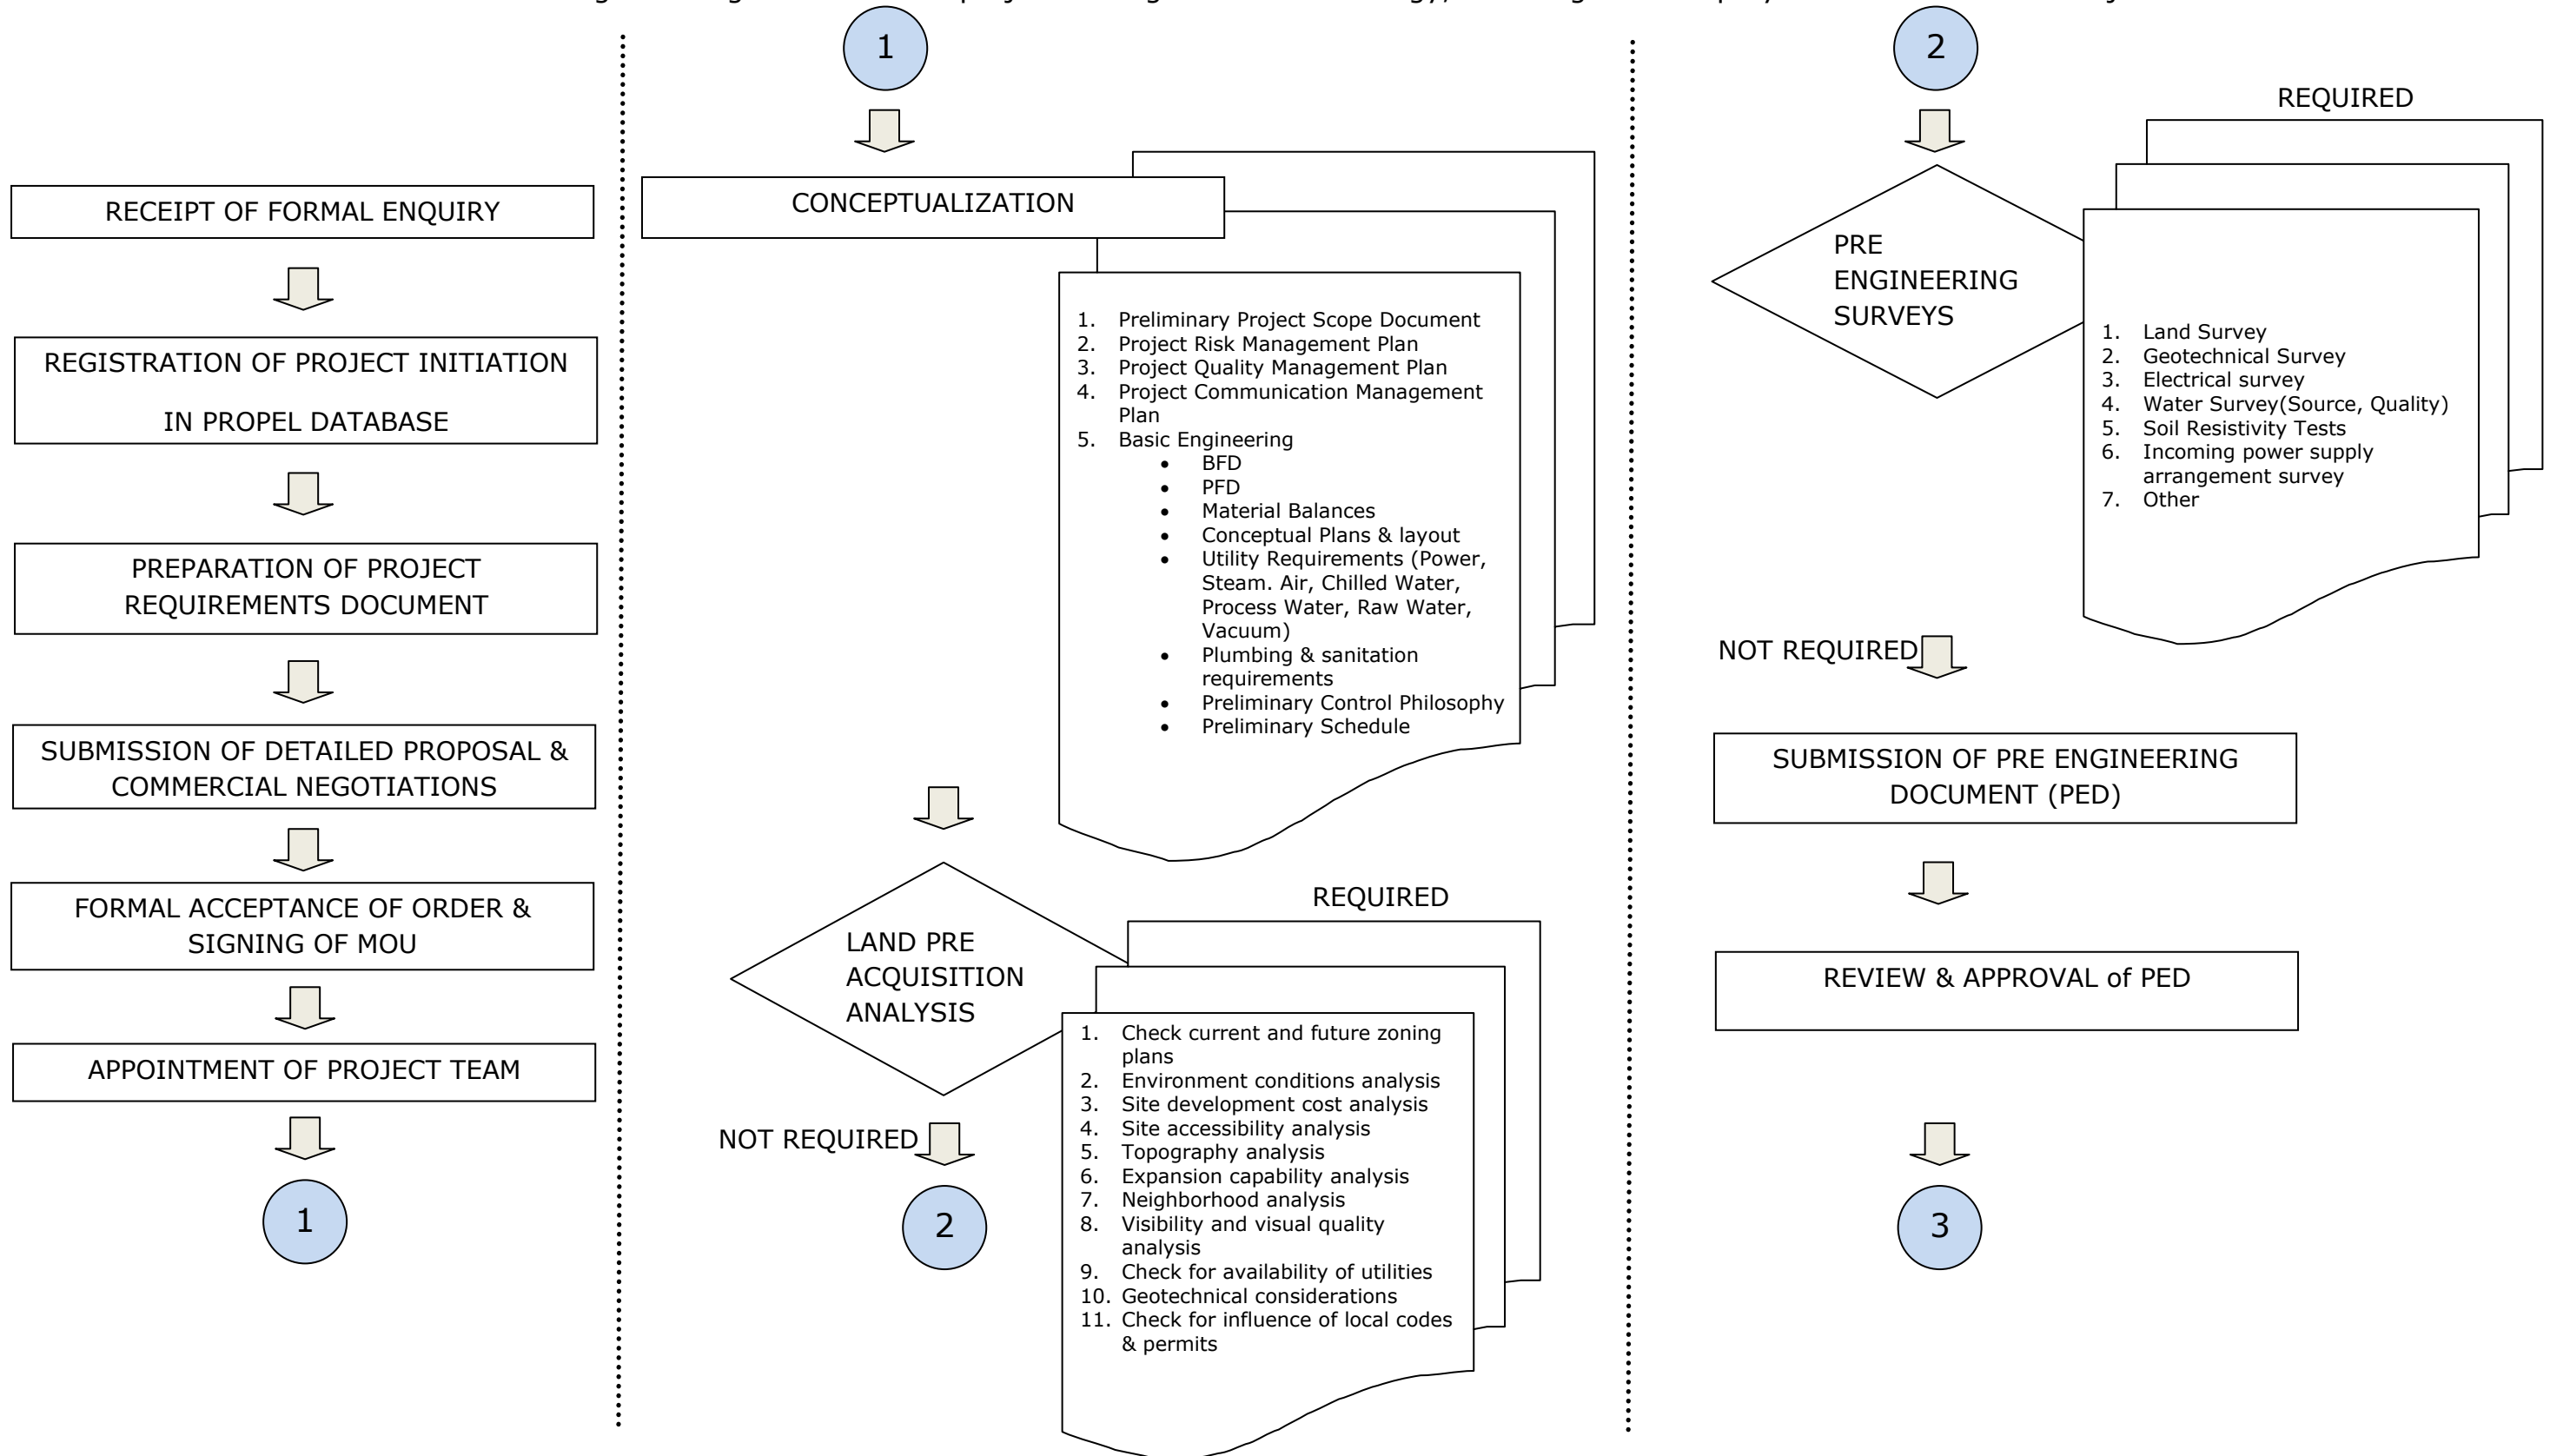 RECEIPT OF FORMAL ENQUIRY
REGISTRATION OF PROJECT INITIATION
IN PROPEL DATABASE
PREPARATION OF PROJECT
REQUIREMENTS DOCUMENT
SUBMISSION OF DETAILED PROPOSAL &
COMMERCIAL NEGOTIATIONS
FORMAL ACCEPTANCE OF ORDER &
SIGNING OF MOU
APPOINTMENT OF PROJECT TEAM
1
1
CONCEPTUALIZATION
1. Preliminary Project Scope Document
2. Project Risk Management Plan
3. Project Quality Management Plan
4. Project Communication Management
Plan
5. Basic Engineering
• BFD
• PFD
• Material Balances
• Conceptual Plans & layout
• Utility Requirements (Power,
Steam. Air, Chilled Water,
Process Water, Raw Water,
Vacuum)
• Plumbing & sanitation
requirements
• Preliminary Control Philosophy
• Preliminary Schedule
REQUIRED
LAND PRE
ACQUISITION
ANALYSIS
1. Check current and future zoning
plans
2. Environment conditions analysis
3. Site development cost analysis
4. Site accessibility analysis
5. Topography analysis
6. Expansion capability analysis
7. Neighborhood analysis
8. Visibility and visual quality
analysis
9. Check for availability of utilities
10. Geotechnical considerations
11. Check for influence of local codes
& permits
NOT REQUIRED
2
2
REQUIRED
PRE
ENGINEERING
SURVEYS
1. Land Survey
2. Geotechnical Survey
3. Electrical survey
4. Water Survey(Source, Quality)
5. Soil Resistivity Tests
6. Incoming power supply
arrangement survey
7. Other
NOT REQUIRED
SUBMISSION OF PRE ENGINEERING
DOCUMENT (PED)
REVIEW & APPROVAL of PED
3